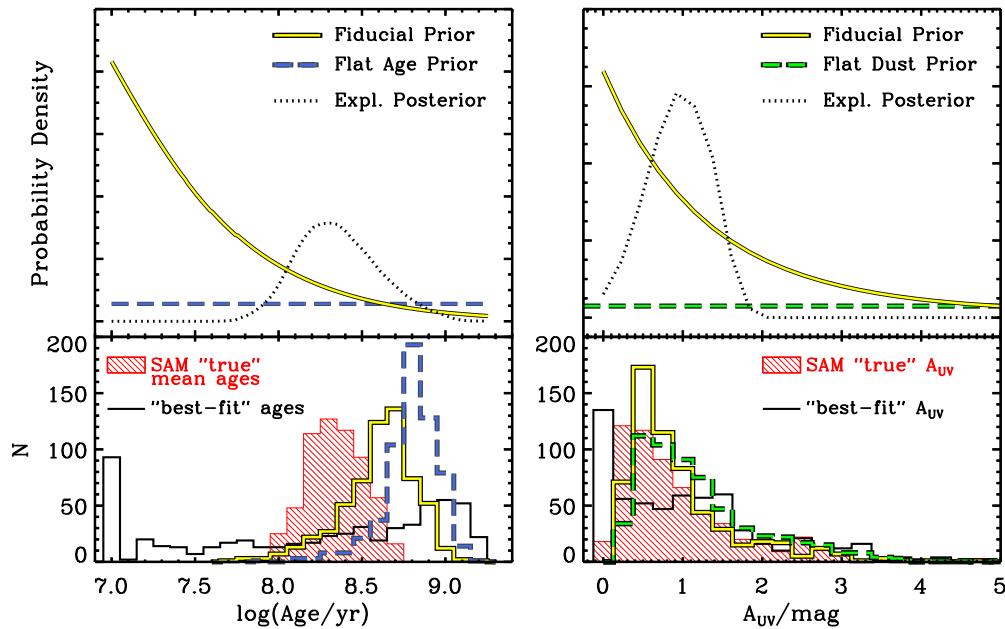 Fiducial Prior
Flat Age Prior
Expl. Posterior
Probability Density
Fiducial Prior
Flat Dust Prior
Expl. Posterior
200
150
100
50
0
N
SAM "true"
mean ages
"best-fit" ages
7.0 7.5 8.0 8.5 9.0
log(Age/yr)
200
150
100
50
0
SAM "true" A_UV
"best-fit" A_UV
0 1 2 3 4 5
A_UV/mag